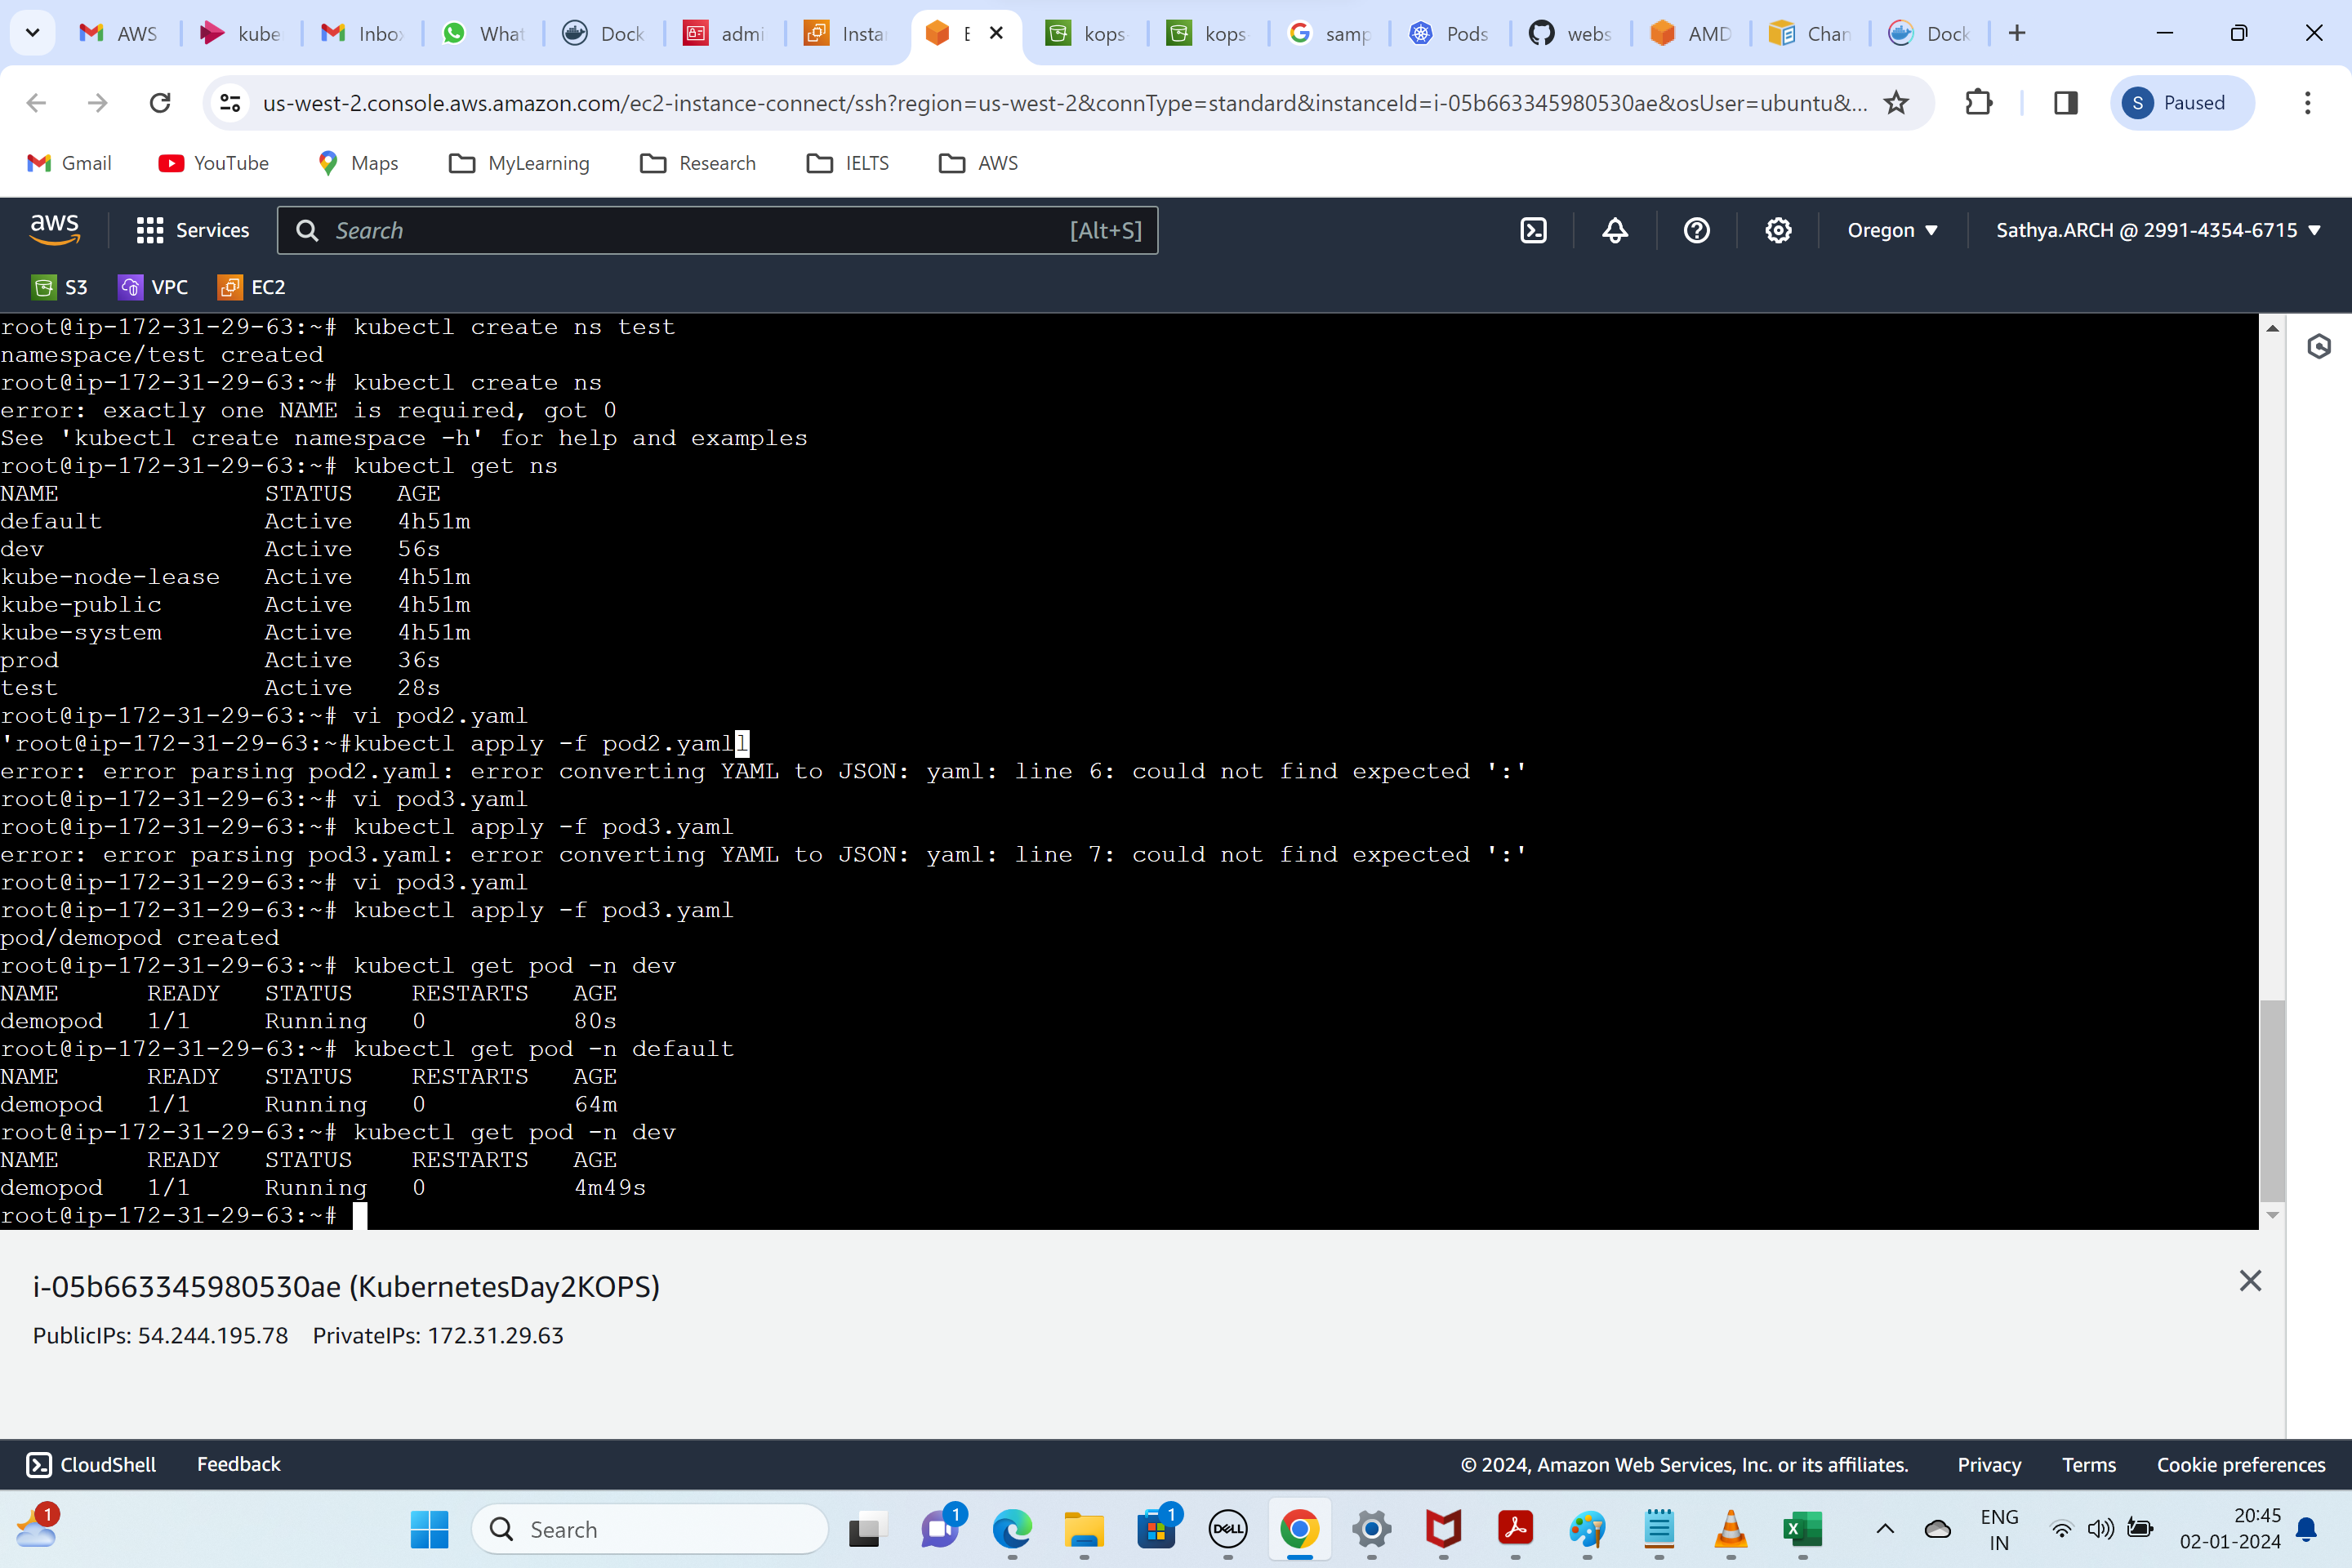 AWS
kube
Inbox
What
Dock
admi
Insta
E
kops
kops
samp
Pods
webs
AMD
Chan
Dock
us-west-2.console.aws.amazon.com/ec2-instance-connect/ssh?region=us-west-2&connType=standard&instanceId=i-05b663345980530ae&osUser=ubuntu&...
S Paused
Gmail YouTube Maps MyLearning Research IELTS AWS
aws Services Search [Alt+S] Oregon Sathya.ARCH @ 2991-4354-6715
S3 VPC EC2
root@ip-172-31-29-63:~# kubectl create ns test
namespace/test created
root@ip-172-31-29-63:~# kubectl create ns
error: exactly one NAME is required, got 0
See 'kubectl create namespace -h' for help and examples
root@ip-172-31-29-63:~# kubectl get ns
NAME STATUS AGE
default Active 4h51m
dev Active 56s
kube-node-lease Active 4h51m
kube-public Active 4h51m
kube-system Active 4h51m
prod Active 36s
test Active 28s
root@ip-172-31-29-63:~# vi pod2.yaml
'root@ip-172-31-29-63:~#kubectl apply -f pod2.yamll
error: error parsing pod2.yaml: error converting YAML to JSON: yaml: line 6: could not find expected ':'
root@ip-172-31-29-63:~# vi pod3.yaml
root@ip-172-31-29-63:~# kubectl apply -f pod3.yaml
error: error parsing pod3.yaml: error converting YAML to JSON: yaml: line 7: could not find expected ':'
root@ip-172-31-29-63:~# vi pod3.yaml
root@ip-172-31-29-63:~# kubectl apply -f pod3.yaml
pod/demopod created
root@ip-172-31-29-63:~# kubectl get pod -n dev
NAME READY STATUS RESTARTS AGE
demopod 1/1 Running 0 80s
root@ip-172-31-29-63:~# kubectl get pod -n default
NAME READY STATUS RESTARTS AGE
demopod 1/1 Running 0 64m
root@ip-172-31-29-63:~# kubectl get pod -n dev
NAME READY STATUS RESTARTS AGE
demopod 1/1 Running 0 4m49s
root@ip-172-31-29-63:~#
i-05b663345980530ae (KubernetesDay2KOPS)
PublicIPs: 54.244.195.78 PrivateIPs: 172.31.29.63
CloudShell Feedback © 2024, Amazon Web Services, Inc. or its affiliates. Privacy Terms Cookie preferences
1 Search 1 1 DELL ENG 20:45
IN 02-01-2024